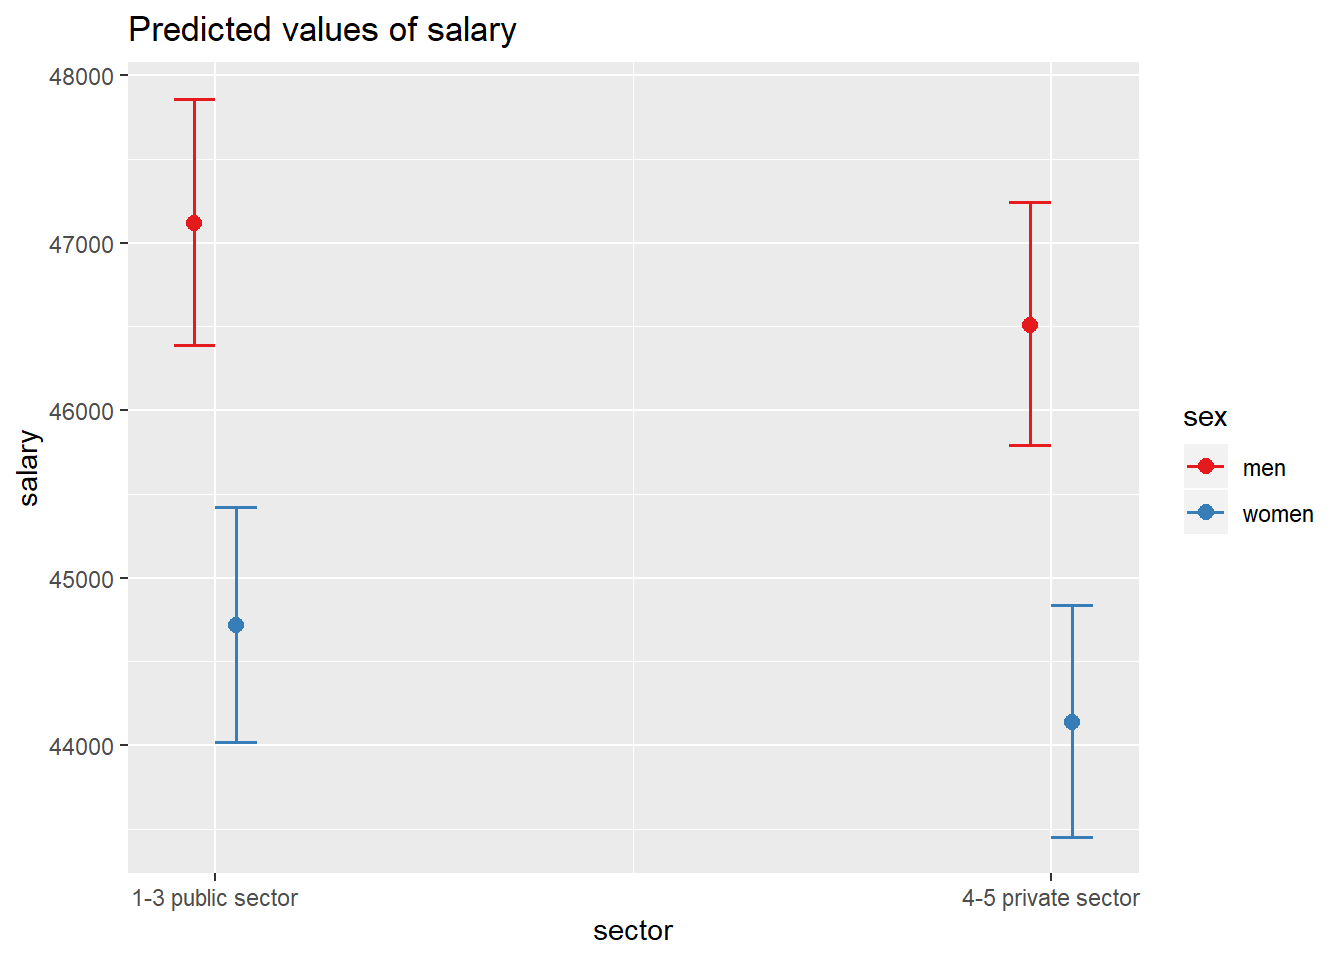 Predicted values of salary
48000
47000
46000
45000
44000
salary
1-3 public sector
4-5 private sector
sector
sex
men
women